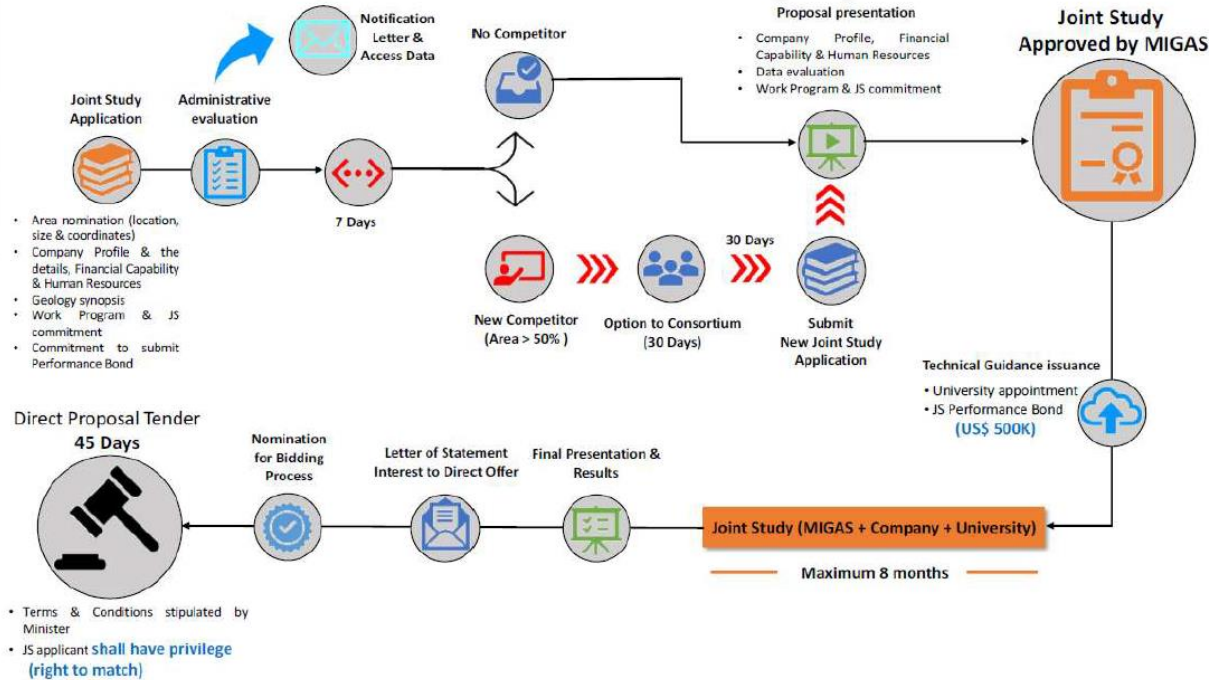 Notification
Letter &
Access Data
No Competitor
Proposal presentation
• Company Profile, Financial
Capability & Human Resources
• Data evaluation
• Work Program & JS commitment
Joint Study
Approved by MIGAS
Joint Study
Application
Administrative
evaluation
7 Days
• Area nomination (location,
size & coordinates)
• Company Profile & the
details, Financial Capability
& Human Resources
• Geology synopsis
• Work Program & JS
commitment
• Commitment to submit
Performance Bond
New Competitor
(Area > 50% )
Option to Consortium
(30 Days)
30 Days
Submit
New Joint Study
Application
Technical Guidance issuance
• University appointment
• JS Performance Bond
(US$ 500K)
Joint Study (MIGAS + Company + University)
Maximum 8 months
Final Presentation &
Results
Letter of Statement
Interest to Direct Offer
Nomination
for Bidding
Process
Direct Proposal Tender
45 Days
• Terms & Conditions stipulated by
Minister
• JS applicant shall have privilege
(right to match)